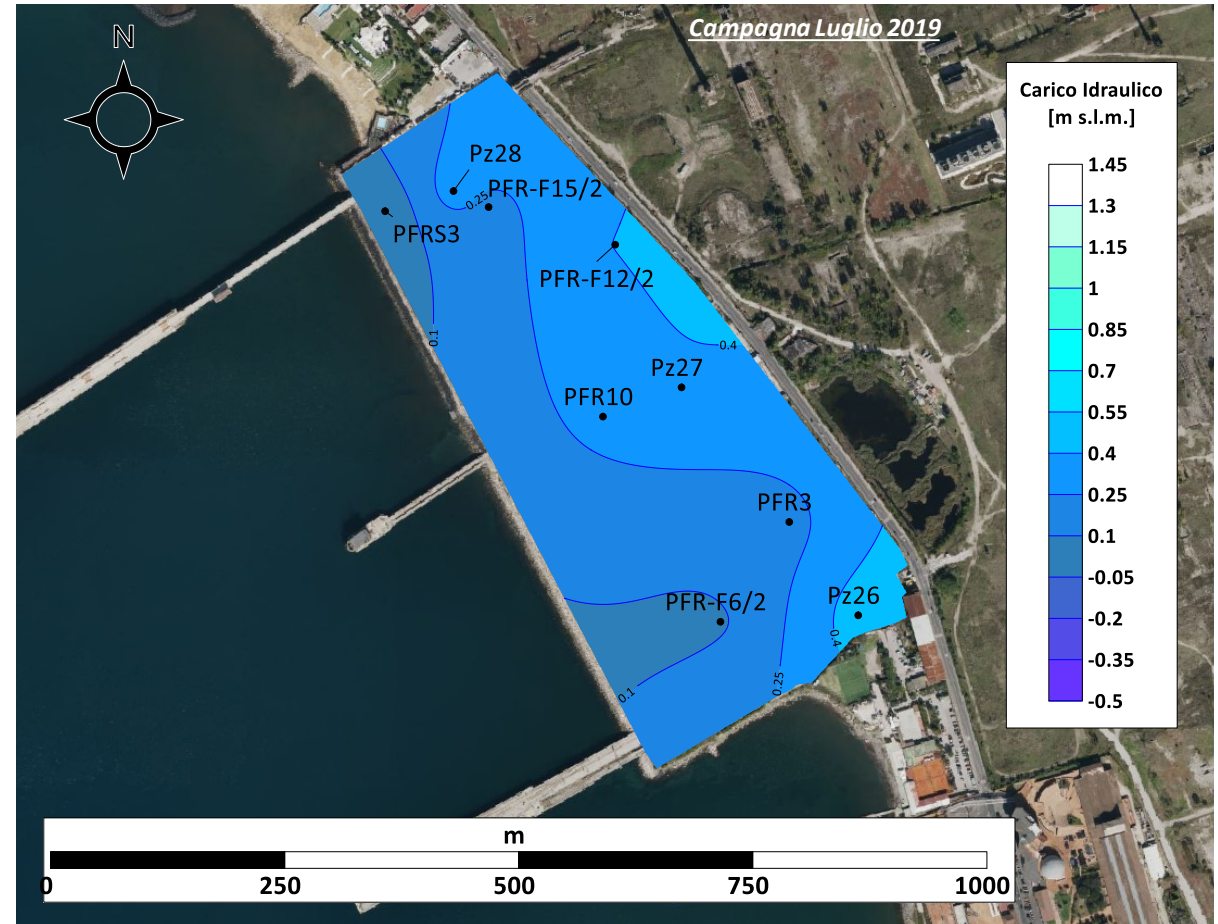 Campagna Luglio 2019
N
Carico Idraulico
[m s.l.m.]
1.45
1.3
1.15
1
0.85
0.7
0.55
0.4
0.25
0.1
-0.05
-0.2
-0.35
-0.5
Pz28
PFR-F15/2
0.25
PFRS3
PFR-F12/2
0.1
0.4
Pz27
PFR10
PFR3
PFR-F6/2
Pz26
0.4
0.25
0.1
m
0 250 500 750 1000